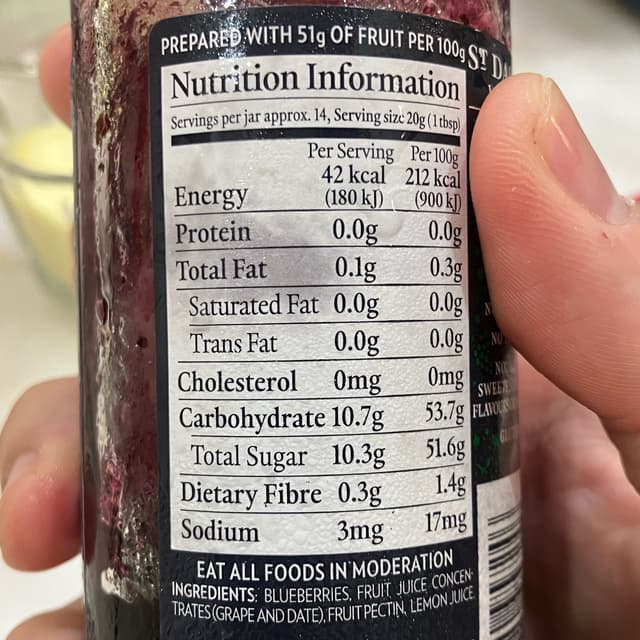 PREPARED WITH 51g OF FRUIT PER 100g
ST D
Nutrition Information
Servings per jar approx. 14, Serving size 20g (1 tbsp)
Per Serving Per 100g
Energy 42 kcal (180 kJ) 212 kcal (900 kJ)
Protein 0.0g 0.0g
Total Fat 0.1g 0.3g
Saturated Fat 0.0g 0.0g
Trans Fat 0.0g 0.0g
Cholesterol 0mg 0mg
Carbohydrate 10.7g 53.7g
Total Sugar 10.3g 51.6g
Dietary Fibre 0.3g 1.4g
Sodium 3mg 17mg
EAT ALL FOODS IN MODERATION
INGREDIENTS: BLUEBERRIES, FRUIT JUICE CONCEN-
TRATES (GRAPE AND DATE), FRUIT PECTIN, LEMON JUICE.